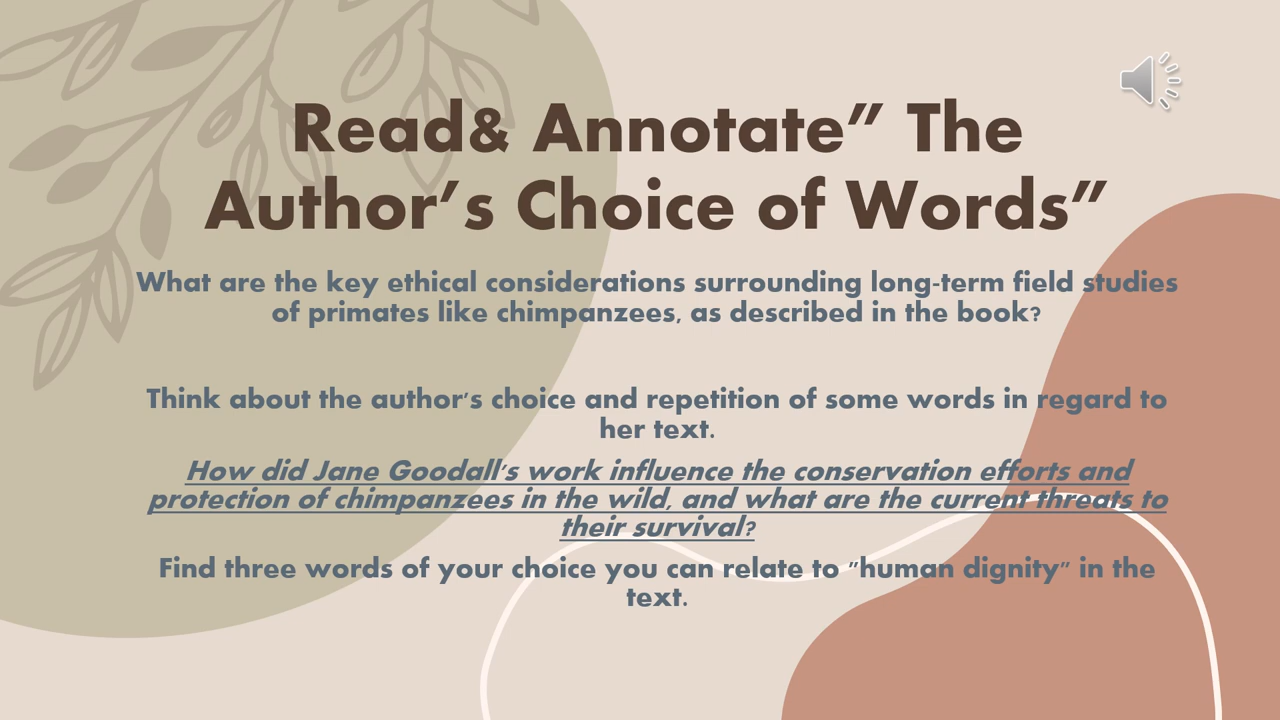 Read& Annotate” The
Author’s Choice of Words”
What are the key ethical considerations surrounding long-term field studies
of primates like chimpanzees, as described in the book?
Think about the author's choice and repetition of some words in regard to
her text.
How did Jane Goodall's work influence the conservation efforts and
protection of chimpanzees in the wild, and what are the current threats to
their survival?
Find three words of your choice you can relate to "human dignity" in the
text.